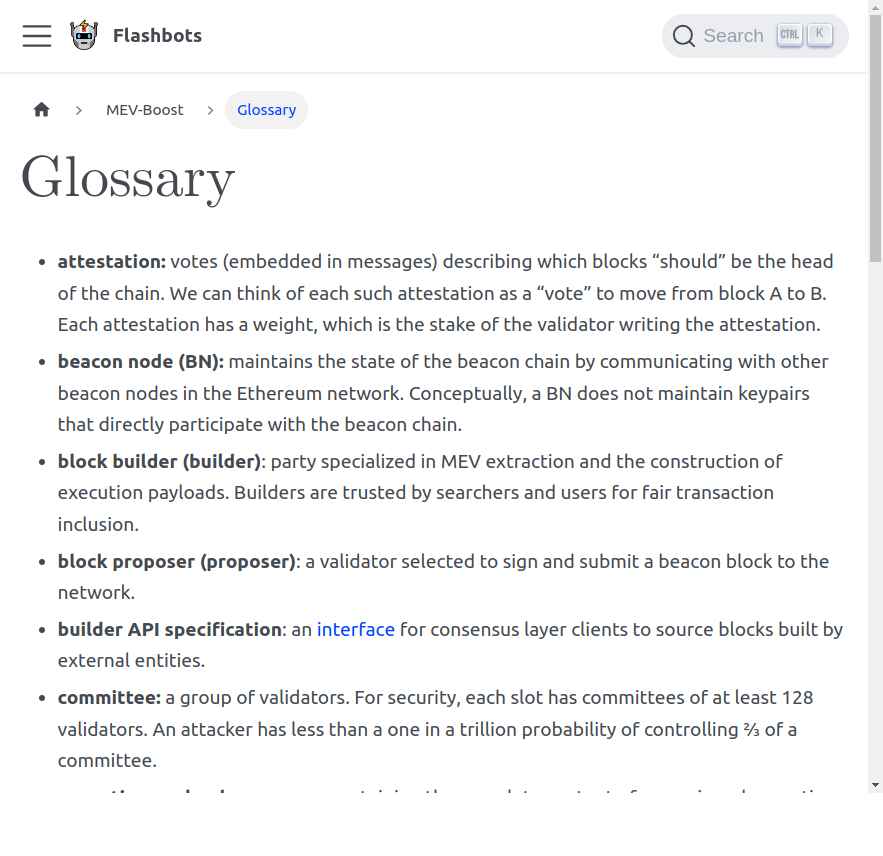 Flashbots
Search CTRL K
MEV-Boost
Glossary
Glossary
attestation: votes (embedded in messages) describing which blocks “should” be the head
of the chain. We can think of each such attestation as a “vote” to move from block A to B.
Each attestation has a weight, which is the stake of the validator writing the attestation.
beacon node (BN): maintains the state of the beacon chain by communicating with other
beacon nodes in the Ethereum network. Conceptually, a BN does not maintain keypairs
that directly participate with the beacon chain.
block builder (builder): party specialized in MEV extraction and the construction of
execution payloads. Builders are trusted by searchers and users for fair transaction
inclusion.
block proposer (proposer): a validator selected to sign and submit a beacon block to the
network.
builder API specification: an interface for consensus layer clients to source blocks built by
external entities.
committee: a group of validators. For security, each slot has committees of at least 128
validators. An attacker has less than a one in a trillion probability of controlling ⅔ of a
committee.